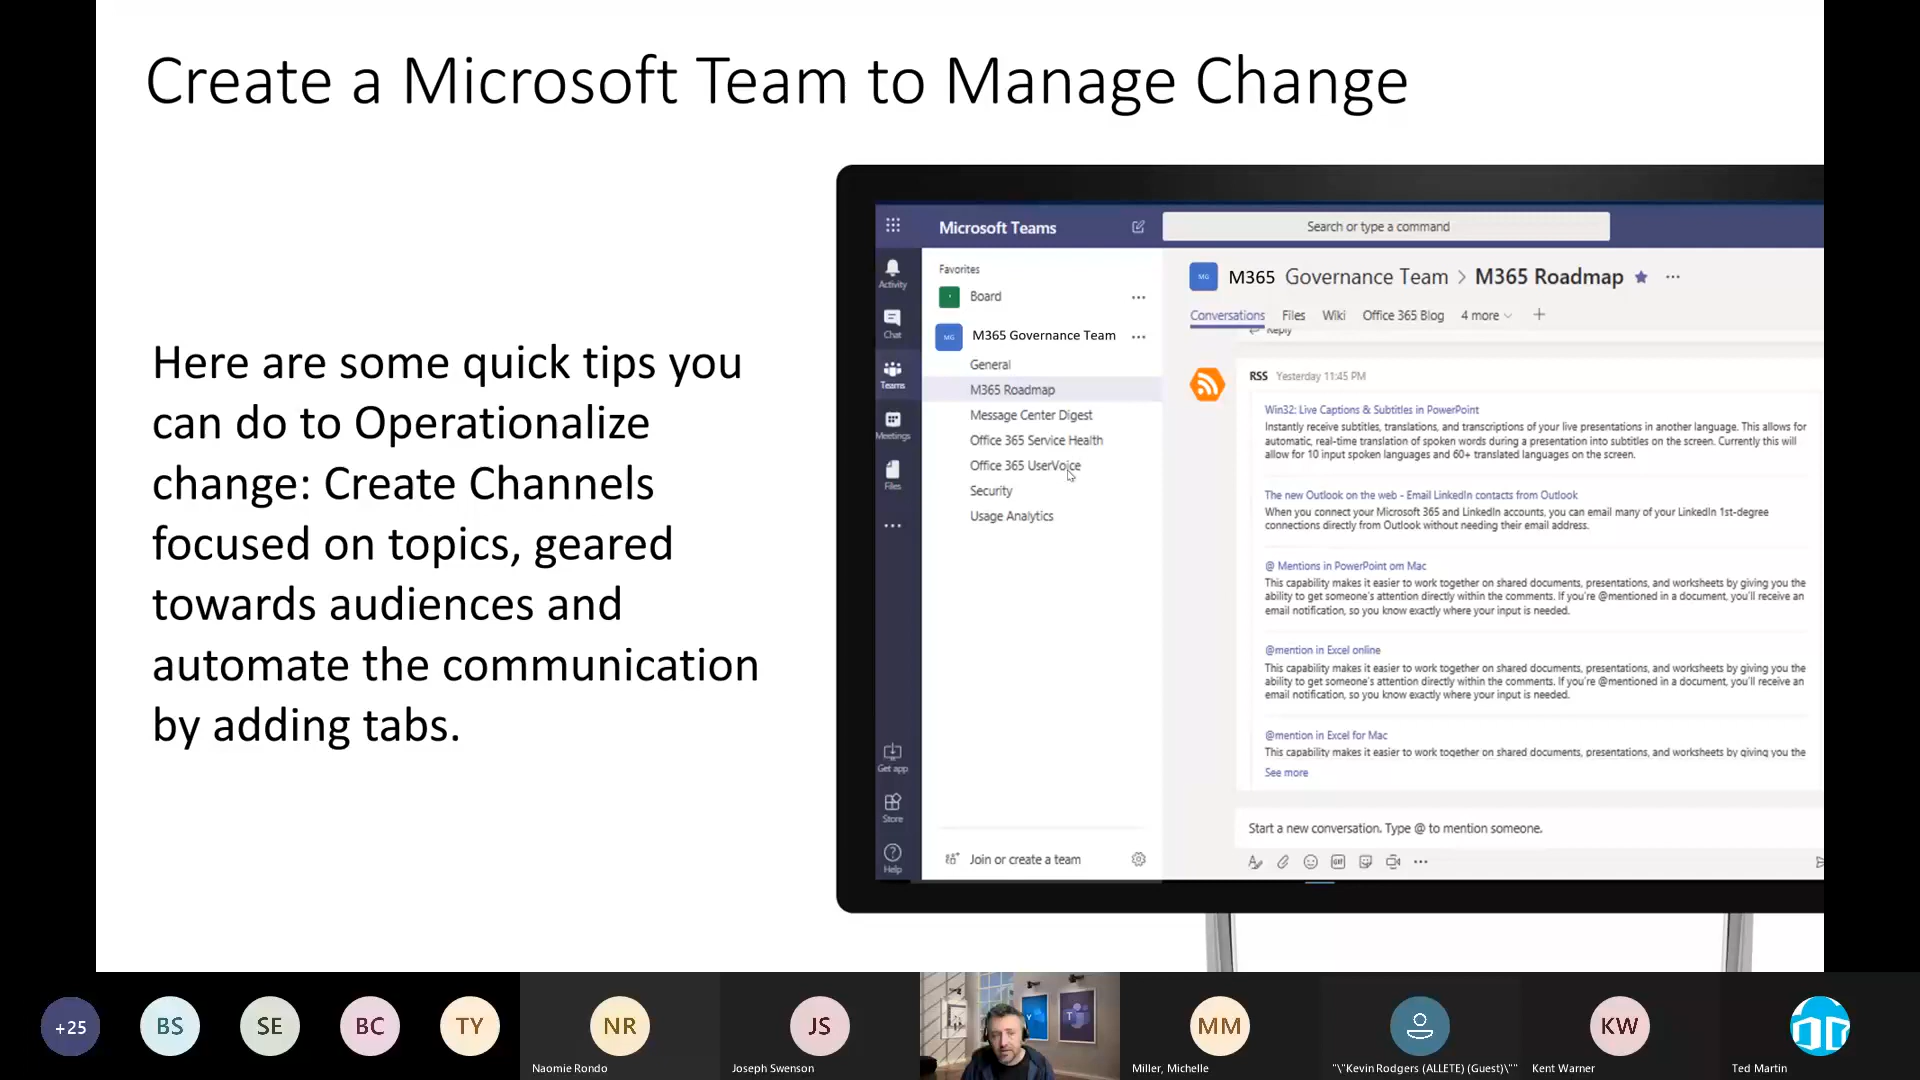 Create a Microsoft Team to Manage Change
Here are some quick tips you
can do to Operationalize
change: Create Channels
focused on topics, geared
towards audiences and
automate the communication
by adding tabs.
Microsoft Teams
Search or type a command
Activity
Chat
Teams
Meetings
Files
Get app
Store
Help
Favorites
Board
MG
M365 Governance Team
General
M365 Roadmap
Message Center Digest
Office 365 Service Health
Office 365 UserVoice
Security
Usage Analytics
Join or create a team
MG
M365 Governance Team > M365 Roadmap
Conversations Files Wiki Office 365 Blog 4 more
Reply
RSS Yesterday 11:45 PM
Win32: Live Captions & Subtitles in PowerPoint
Instantly receive subtitles, translations, and transcriptions of your live presentations in another language. This allows for
automatic, real-time translation of spoken words during a presentation into subtitles on the screen. Currently this will
allow for 10 input spoken languages and 60+ translated languages on the screen.
The new Outlook on the web - Email LinkedIn contacts from Outlook
When you connect your Microsoft 365 and LinkedIn accounts, you can email many of your LinkedIn 1st-degree
connections directly from Outlook without needing their email address.
@ Mentions in PowerPoint om Mac
This capability makes it easier to work together on shared documents, presentations, and worksheets by giving you the
ability to get someone's attention directly within the comments. If you're @mentioned in a document, you'll receive an
email notification, so you know exactly where your input is needed.
@mention in Excel online
This capability makes it easier to work together on shared documents, presentations, and worksheets by giving you the
ability to get someone's attention directly within the comments. If you're @mentioned in a document, you'll receive an
email notification, so you know exactly where your input is needed.
@mention in Excel for Mac
This capability makes it easier to work together on shared documents, presentations, and worksheets by giving you the
See more
Start a new conversation. Type @ to mention someone.
GIF
+25
BS
SE
BC
TY
NR
Naomie Rondo
JS
Joseph Swenson
Y
T
MM
Miller, Michelle
"\"Kevin Rodgers (ALLETE) (Guest)\""
KW
Kent Warner
Ted Martin